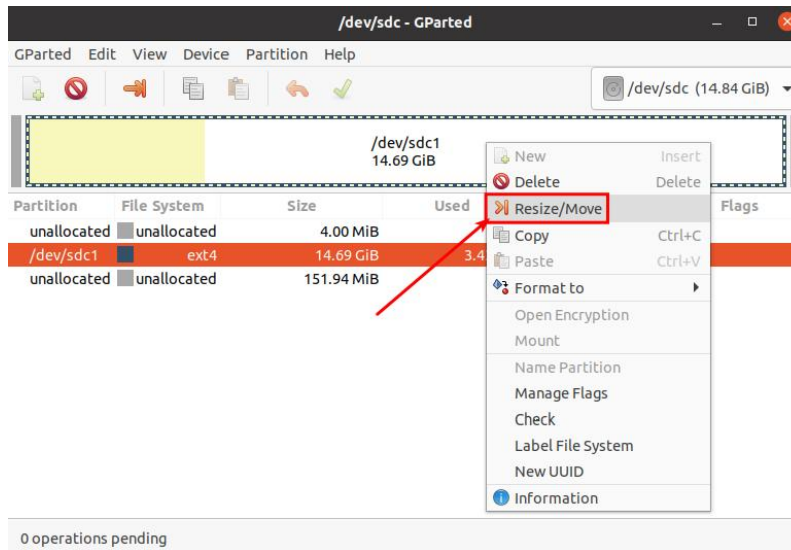 /dev/sdc - GParted
GParted Edit View Device Partition Help
/dev/sdc (14.84 GiB)
/dev/sdc1
14.69 GiB
Partition File System Size Used Flags
unallocated unallocated 4.00 MiB
/dev/sdc1 ext4 14.69 GiB 3.4
unallocated unallocated 151.94 MiB
New Insert
Delete Delete
Resize/Move
Copy Ctrl+C
Paste Ctrl+V
Format to
Open Encryption
Mount
Name Partition
Manage Flags
Check
Label File System
New UUID
Information
0 operations pending